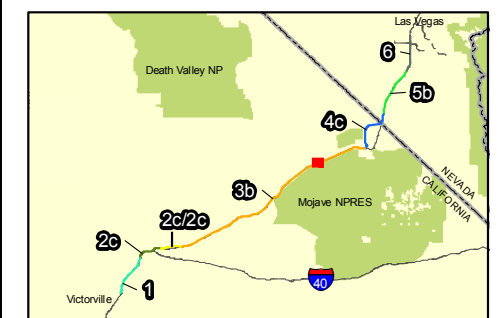 Las Vegas
6
Death Valley NP
5b
4c
NEVADA
CALIFORNIA
3b
Mojave NPRES
2c/2c
2c
40
1
Victorville